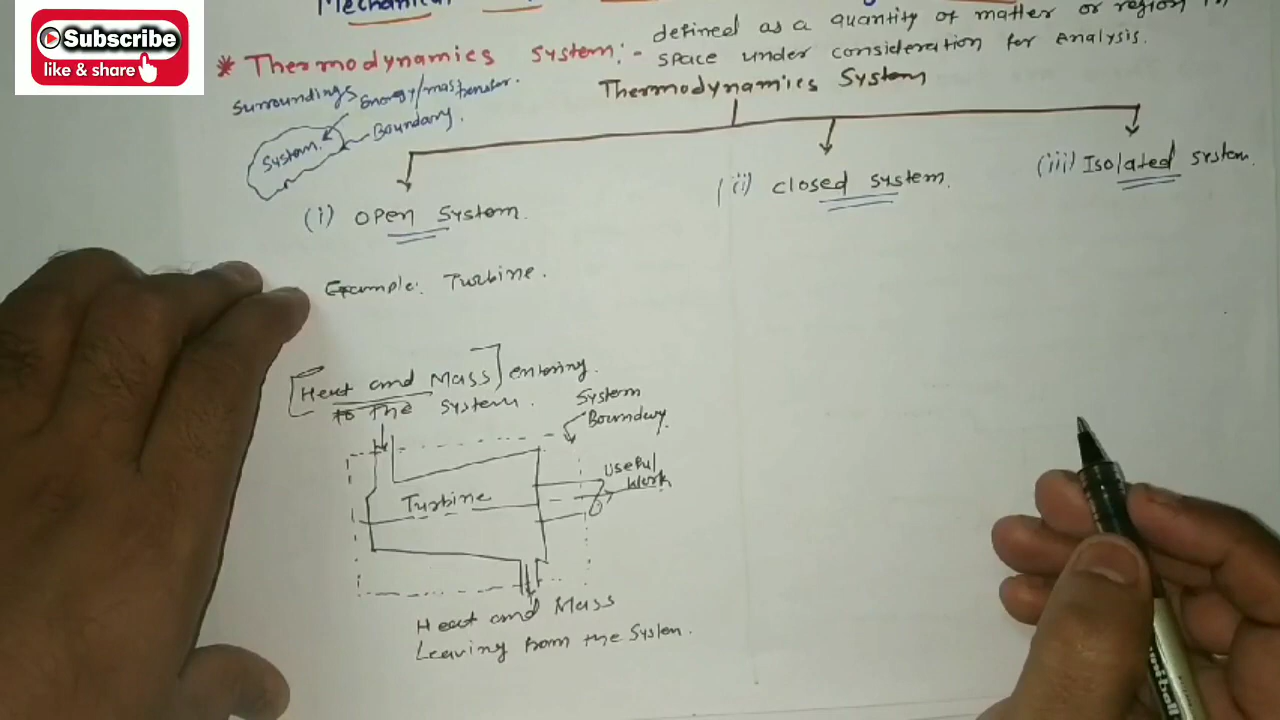 Subscribe
like & share
Mechanical
* Thermodynamics System:- defined as a quantity of matter or region in
space under consideration for analysis.
Surroundings
Energy/mass transfer.
Boundary.
System.
Thermodynamics System
(i) open System.
(ii) closed system.
(iii) Isolated system.
Example: Turbine.
[Heat and Mass] entering.
to the system.
System
Boundary.
Turbine
Useful
Work
Heat and Mass
Leaving from the System.